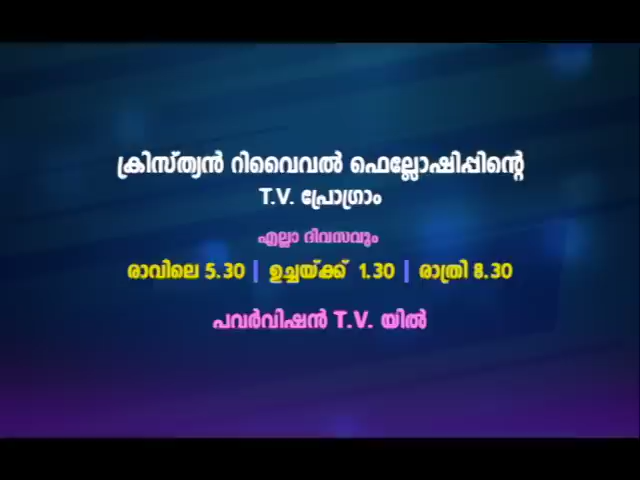 ക്രിസ്ത്യൻ റിവൈവൽ ഫെല്ലോഷിപ്പിന്റെ
T.V. പ്രോഗ്രാം
എല്ലാ ദിവസവും
രാവിലെ 5.30 | ഉച്ചയ്ക്ക് 1.30 | രാത്രി 8.30
പവർവിഷൻ T.V. യിൽ